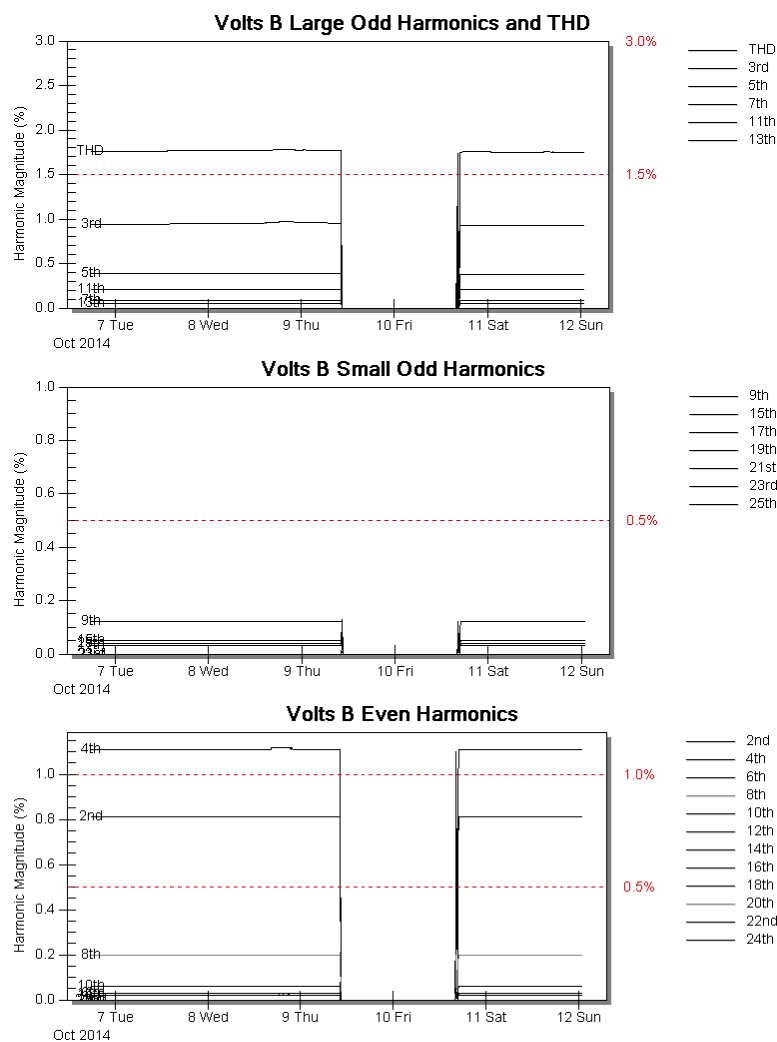 Volts B Large Odd Harmonics and THD
Harmonic Magnitude (%)
3.0
2.5
2.0
1.5
1.0
0.5
0.0
THD
3rd
5th
11th
7th
13th
3.0%
1.5%
7 Tue 8 Wed 9 Thu 10 Fri 11 Sat 12 Sun
Oct 2014
THD
3rd
5th
7th
11th
13th
Volts B Small Odd Harmonics
Harmonic Magnitude (%)
1.0
0.8
0.6
0.4
0.2
0.0
9th
15th
23rd
0.5%
7 Tue 8 Wed 9 Thu 10 Fri 11 Sat 12 Sun
Oct 2014
9th
15th
17th
19th
21st
23rd
25th
Volts B Even Harmonics
Harmonic Magnitude (%)
1.0
0.8
0.6
0.4
0.2
0.0
4th
2nd
8th
10th
1.0%
0.5%
7 Tue 8 Wed 9 Thu 10 Fri 11 Sat 12 Sun
Oct 2014
2nd
4th
6th
8th
10th
12th
14th
16th
18th
20th
22nd
24th